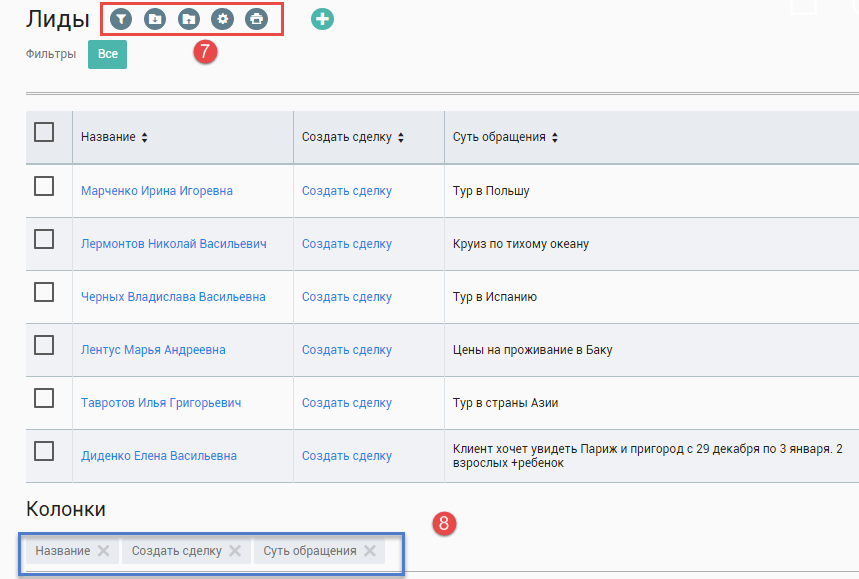 Лиды
7
Фильтры Все
Название Создать сделку Суть обращения
Марченко Ирина Игоревна Создать сделку Тур в Польшу
Лермонтов Николай Васильевич Создать сделку Круиз по тихому океану
Черных Владислава Васильевна Создать сделку Тур в Испанию
Лентус Марья Андреевна Создать сделку Цены на проживание в Баку
Тавротов Илья Григорьевич Создать сделку Тур в страны Азии
Диденко Елена Васильевна Создать сделку Клиент хочет увидеть Париж и пригород с 29 декабря по 3 января. 2
взрослых +ребенок
Колонки
8
Название Создать сделку Суть обращения